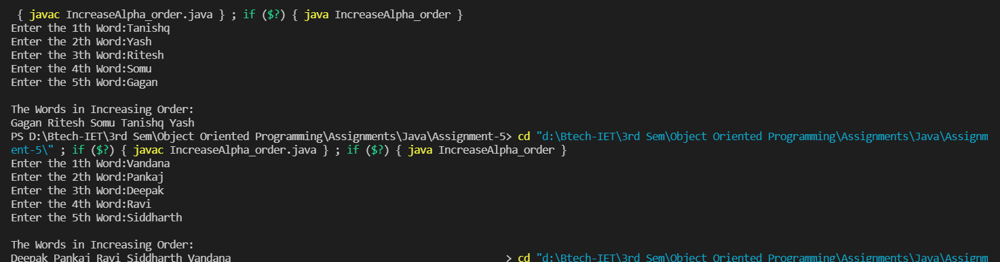 { javac IncreaseAlpha_order.java } ; if ($?) { java IncreaseAlpha_order }
Enter the 1th Word:Tanishq
Enter the 2th Word:Yash
Enter the 3th Word:Ritesh
Enter the 4th Word:Somu
Enter the 5th Word:Gagan

The Words in Increasing Order:
Gagan Ritesh Somu Tanishq Yash
PS D:\Btech-IET\3rd Sem\Object Oriented Programming\Assignments\Java\Assignment-5> cd "d:\Btech-IET\3rd Sem\Object Oriented Programming\Assignments\Java\Assignm
ent-5\" ; if ($?) { javac IncreaseAlpha_order.java } ; if ($?) { java IncreaseAlpha_order }
Enter the 1th Word:Vandana
Enter the 2th Word:Pankaj
Enter the 3th Word:Deepak
Enter the 4th Word:Ravi
Enter the 5th Word:Siddharth

The Words in Increasing Order:
Deepak Pankaj Ravi Siddharth Vandana > cd "d:\Btech-IET\3rd Sem\Object Oriented Programming\Assignments\Java\Assignm